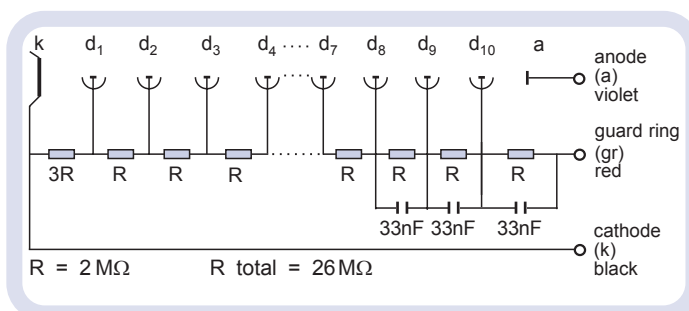 k d₁ d₂ d₃ d₄ d₇ d₈ d₉ d₁₀ a
anode
(a)
violet
guard ring
(gr)
red
3R R R R R R R R
33nF 33nF 33nF
cathode
(k)
black
R = 2 MΩ R total = 26 MΩ